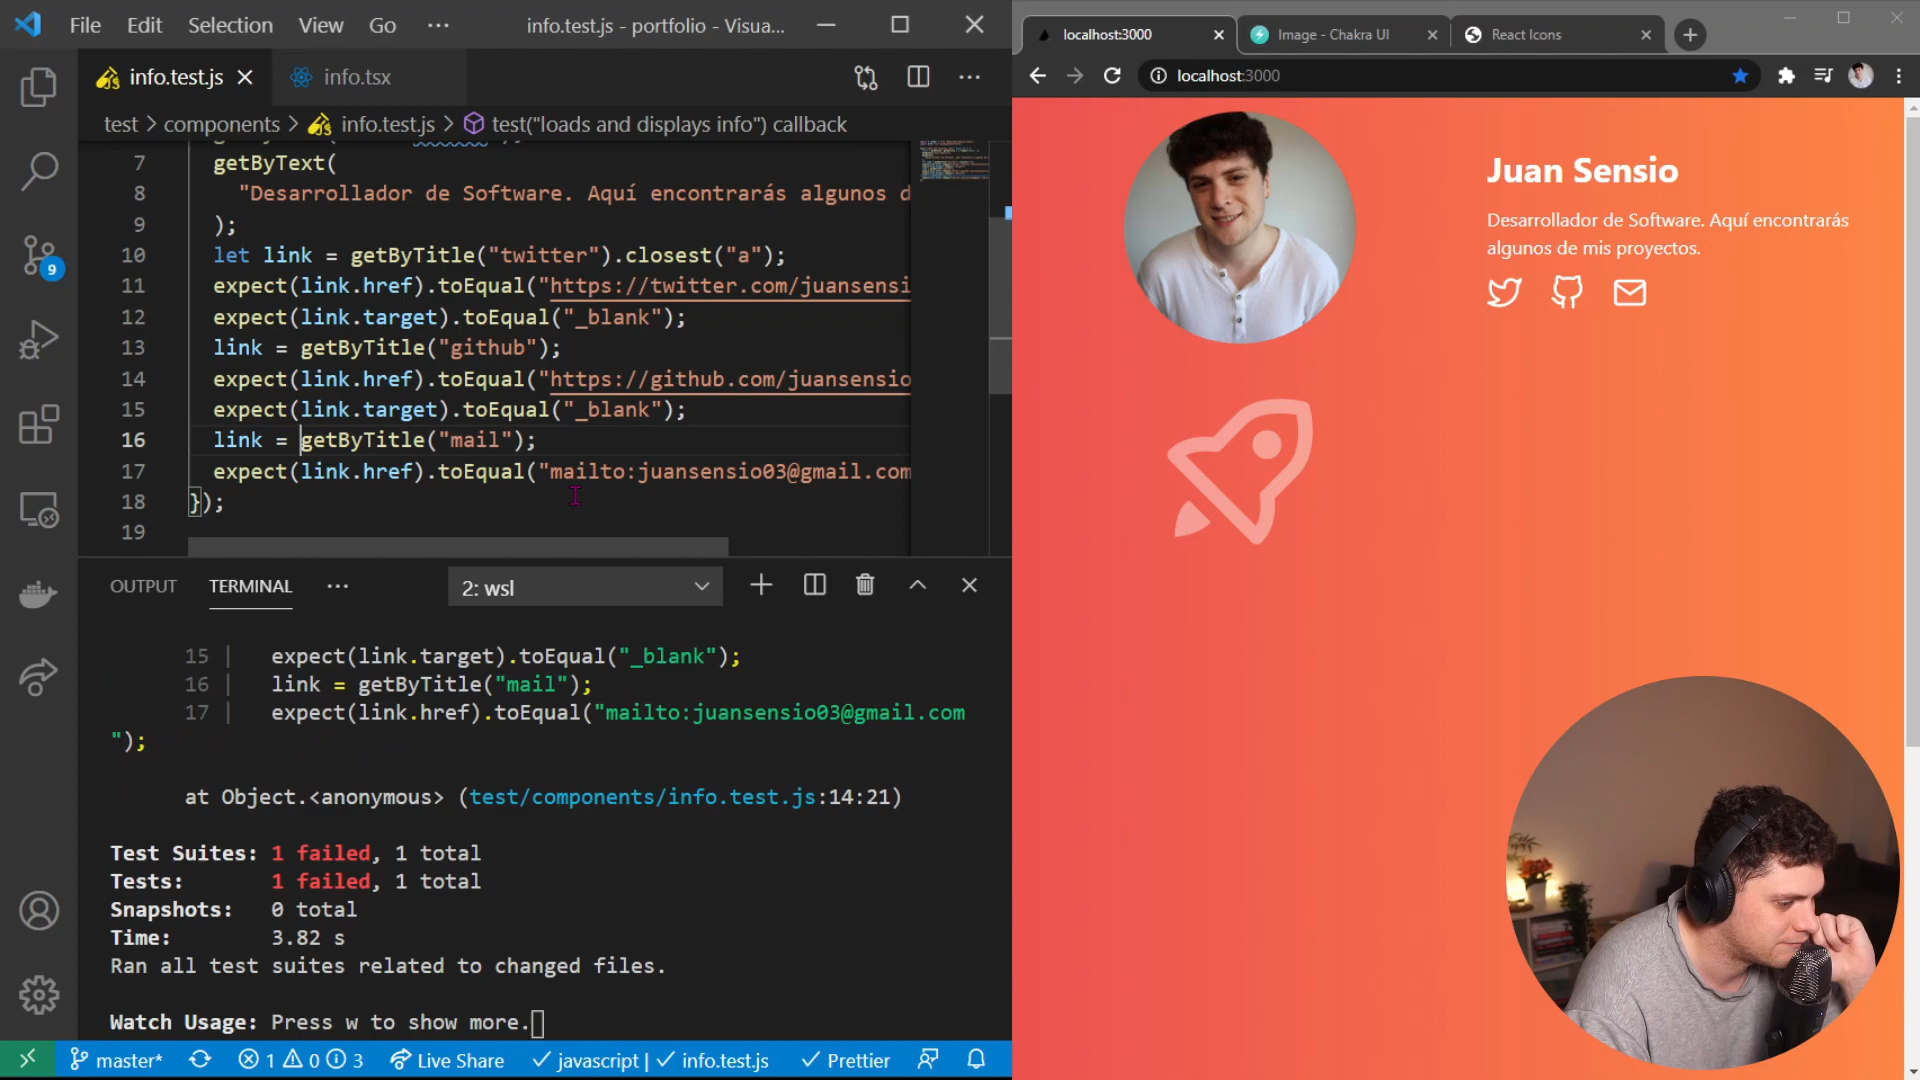 File Edit Selection View Go ··· info.test.js - portfolio - Visua...
info.test.js info.tsx
test > components > info.test.js > test("loads and displays info") callback
7 getByText(
8 "Desarrollador de Software. Aquí encontrarás algunos d
9 );
10 let link = getByTitle("twitter").closest("a");
11 expect(link.href).toEqual("https://twitter.com/juansensi
12 expect(link.target).toEqual("_blank");
13 link = getByTitle("github");
14 expect(link.href).toEqual("https://github.com/juansensio
15 expect(link.target).toEqual("_blank");
16 link = getByTitle("mail");
17 expect(link.href).toEqual("mailto:juansensio03@gmail.com
18 });
19
OUTPUT TERMINAL ··· 2: wsl
15 | expect(link.target).toEqual("_blank");
16 | link = getByTitle("mail");
17 | expect(link.href).toEqual("mailto:juansensio03@gmail.com
");
at Object.<anonymous> (test/components/info.test.js:14:21)
Test Suites: 1 failed, 1 total
Tests: 1 failed, 1 total
Snapshots: 0 total
Time: 3.82 s
Ran all test suites related to changed files.
Watch Usage: Press w to show more.
9
master* 1 0 3 Live Share javascript | info.test.js Prettier
localhost:3000 Image - Chakra UI React Icons
localhost:3000
Juan Sensio
Desarrollador de Software. Aquí encontrarás
algunos de mis proyectos.